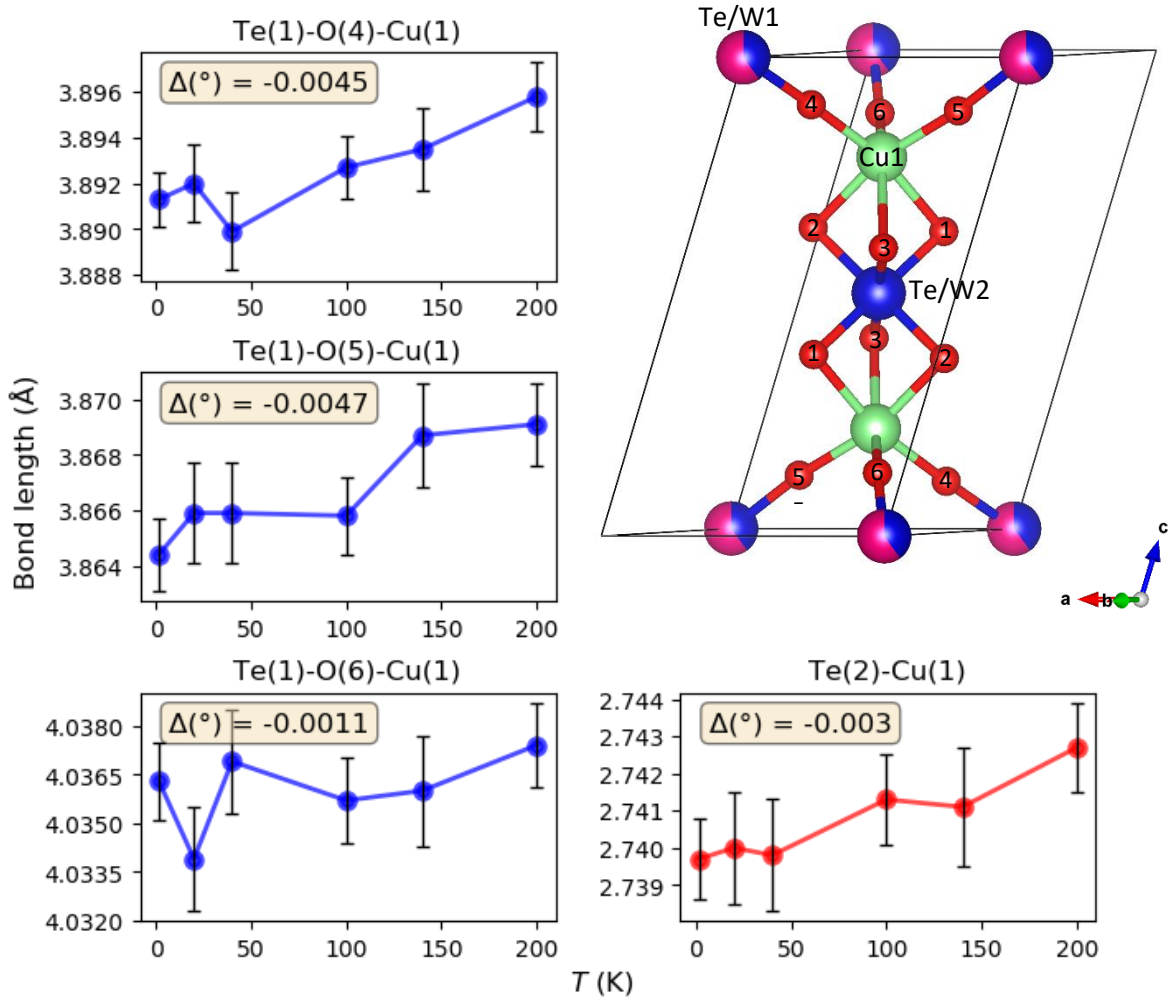 Te(1)-O(4)-Cu(1)
Δ(°) = -0.0045
3.896
3.894
3.892
3.890
3.888
0 50 100 150 200
Te(1)-O(5)-Cu(1)
Δ(°) = -0.0047
3.870
3.868
3.866
3.864
0 50 100 150 200
Bond length (Å)
Te/W1
4 6 5
Cu1
2 3 1
Te/W2
1 3 2
5 6 4
–
c
a b
Te(1)-O(6)-Cu(1)
Δ(°) = -0.0011
4.0380
4.0365
4.0350
4.0335
4.0320
0 50 100 150 200
Te(2)-Cu(1)
Δ(°) = -0.003
2.744
2.743
2.742
2.741
2.740
2.739
0 50 100 150 200
T (K)